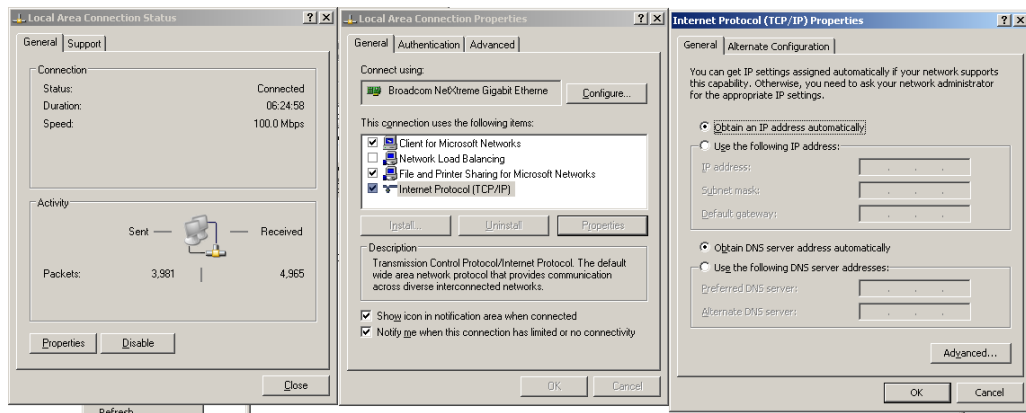 Local Area Connection Status
General
Support
Connection
Status: Connected
Duration: 06:24:58
Speed: 100.0 Mbps
Activity
Sent
Received
Packets: 3,981 4,965
Properties
Disable
Close
Refresh
Local Area Connection Properties
General
Authentication
Advanced
Connect using:
Broadcom NetXtreme Gigabit Etherne
Configure...
This connection uses the following items:
Client for Microsoft Networks
Network Load Balancing
File and Printer Sharing for Microsoft Networks
Internet Protocol (TCP/IP)
Install...
Uninstall
Properties
Description
Transmission Control Protocol/Internet Protocol. The default
wide area network protocol that provides communication
across diverse interconnected networks.
Show icon in notification area when connected
Notify me when this connection has limited or no connectivity
OK
Cancel
Internet Protocol (TCP/IP) Properties
General
Alternate Configuration
You can get IP settings assigned automatically if your network supports
this capability. Otherwise, you need to ask your network administrator
for the appropriate IP settings.
Obtain an IP address automatically
Use the following IP address:
IP address:
Subnet mask:
Default gateway:
Obtain DNS server address automatically
Use the following DNS server addresses:
Preferred DNS server:
Alternate DNS server:
Advanced...
OK
Cancel